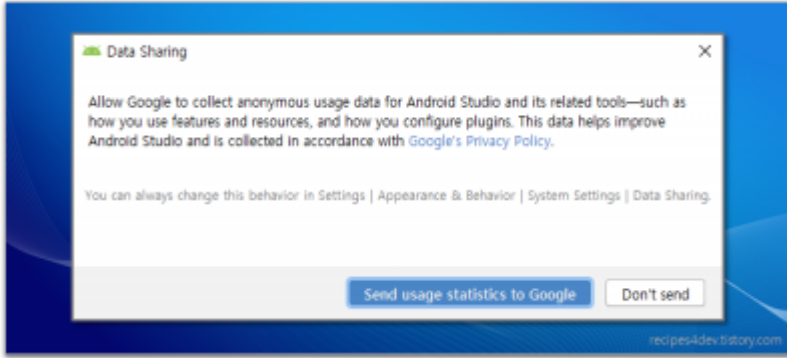 Data Sharing
Allow Google to collect anonymous usage data for Android Studio and its related tools—such as
how you use features and resources, and how you configure plugins. This data helps improve
Android Studio and is collected in accordance with Google's Privacy Policy.
You can always change this behavior in Settings | Appearance & Behavior | System Settings | Data Sharing.
Send usage statistics to Google
Don't send
recipes4dev.tistory.com